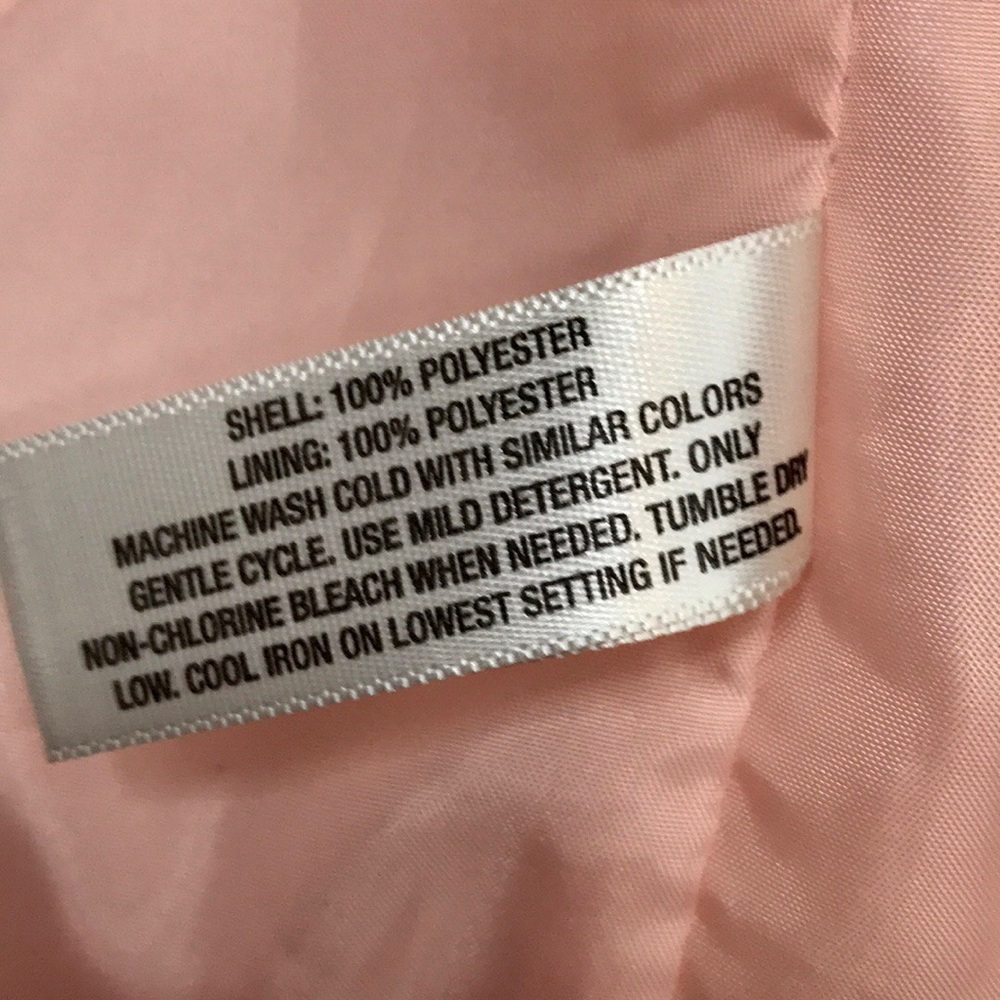 SHELL: 100% POLYESTER
LINING: 100% POLYESTER
MACHINE WASH COLD WITH SIMILAR COLORS
GENTLE CYCLE. USE MILD DETERGENT. ONLY
NON-CHLORINE BLEACH WHEN NEEDED. TUMBLE DRY
LOW. COOL IRON ON LOWEST SETTING IF NEEDED.